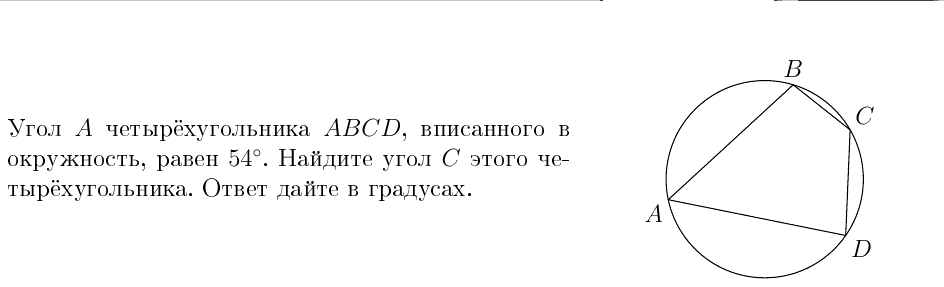 Угол A четырёхугольника ABCD, вписанного в
окружность, равен 54°. Найдите угол C этого че-
тырёхугольника. Ответ дайте в градусах.
B
C
A
D